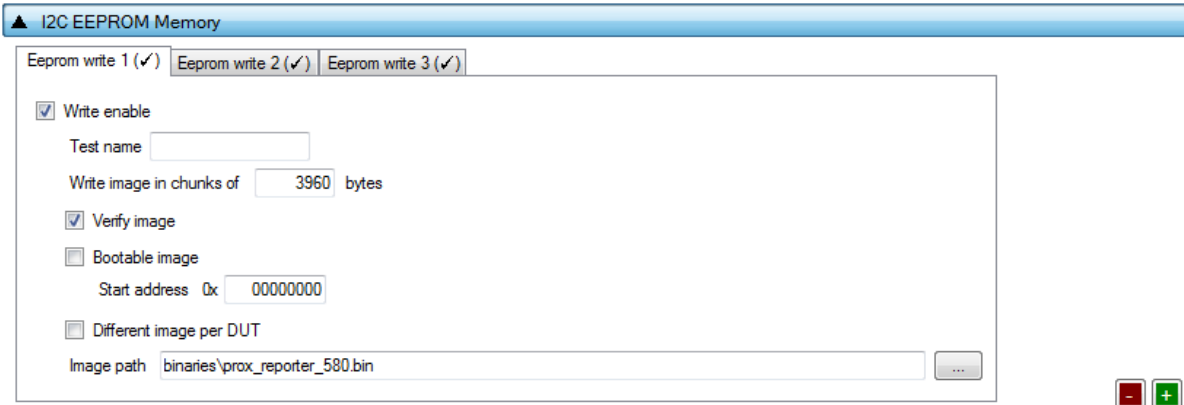 ▲ I2C EEPROM Memory
Eeprom write 1 (✓) Eeprom write 2 (✓) Eeprom write 3 (✓)
Write enable
Test name
Write image in chunks of 3960 bytes
Verify image
Bootable image
Start address 0x 00000000
Different image per DUT
Image path binaries\prox_reporter_580.bin ...
- +